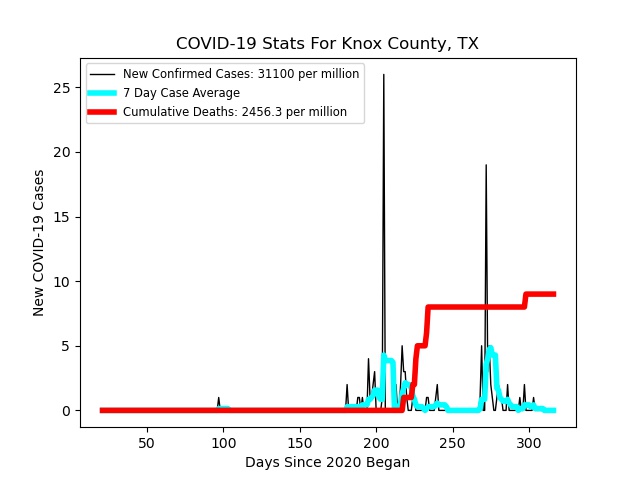 COVID-19 Stats For Knox County, TX
New Confirmed Cases: 31100 per million
7 Day Case Average
Cumulative Deaths: 2456.3 per million
New COVID-19 Cases
25
20
15
10
5
0
50 100 150 200 250 300
Days Since 2020 Began